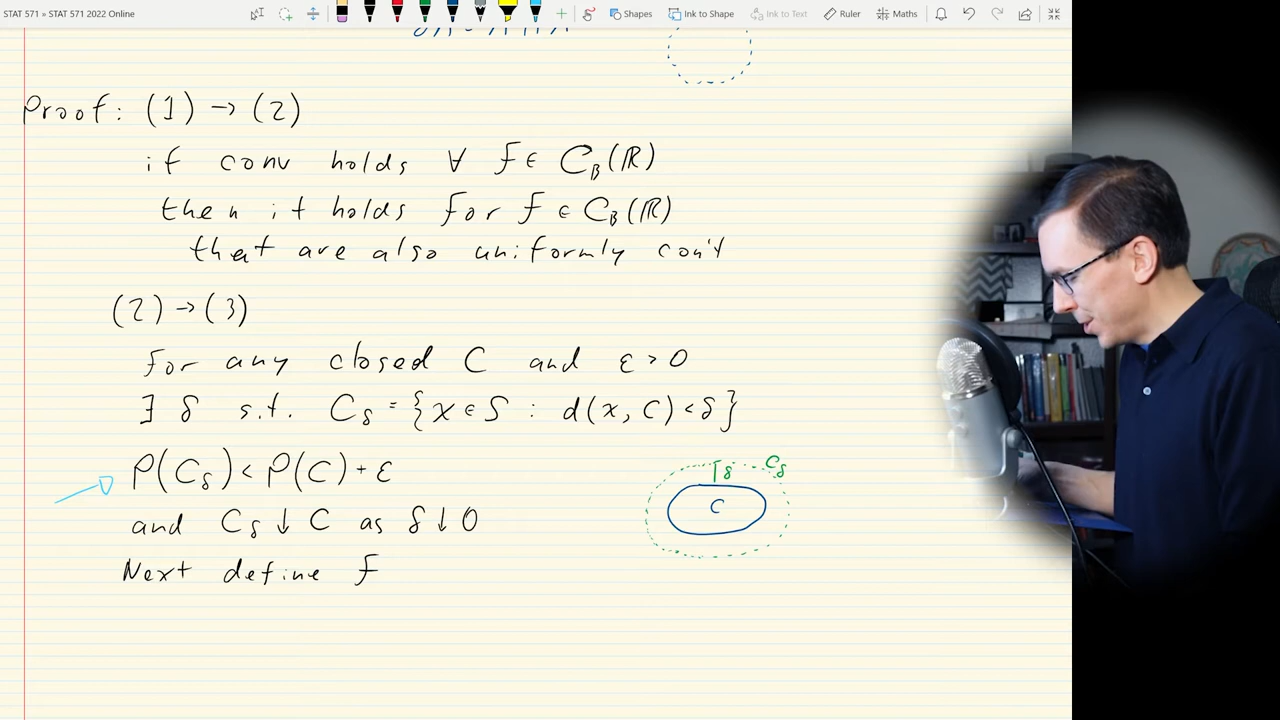 STAT 571 » STAT 571 2022 Online
Shapes
Ink to Shape
Ink to Text
Ruler
Maths
Proof: (1) → (2)
if conv holds ∀ f ∈ C_B(ℝ)
then it holds for f ∈ C_B(ℝ)
that are also uniformly con't
(2) → (3)
For any closed C and ε > 0
∃ δ s.t. C_δ = {x ∈ S : d(x, C) < δ}
P(C_δ) < P(C) + ε
and C_δ ↓ C as δ ↓ 0
Next define f
δ
C_δ
C